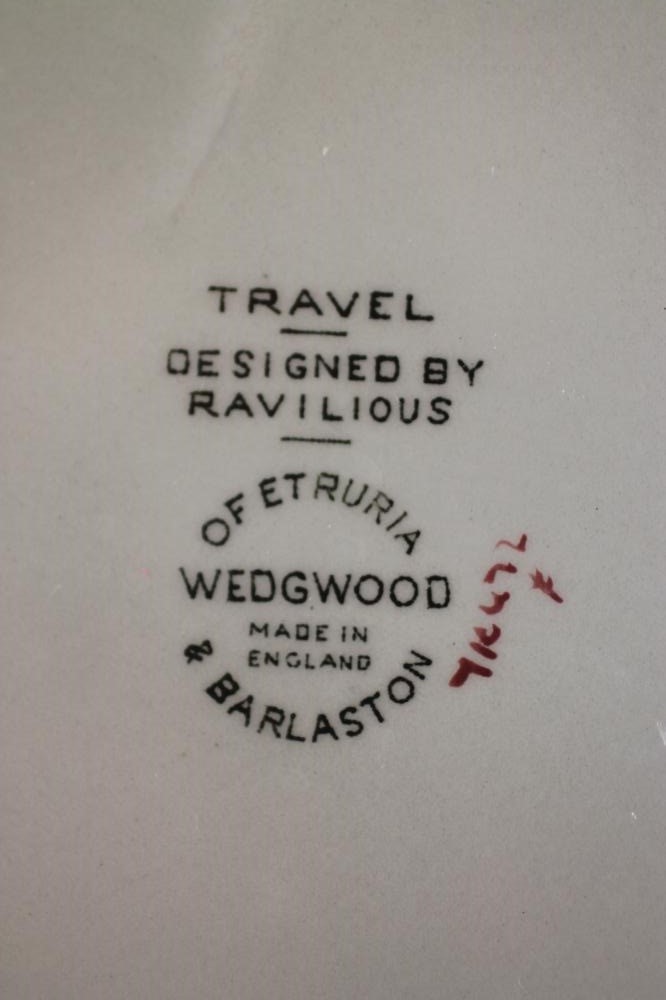 TRAVEL
DESIGNED BY
RAVILIOUS
OF ETRURIA
WEDGWOOD
MADE IN
ENGLAND
& BARLASTON